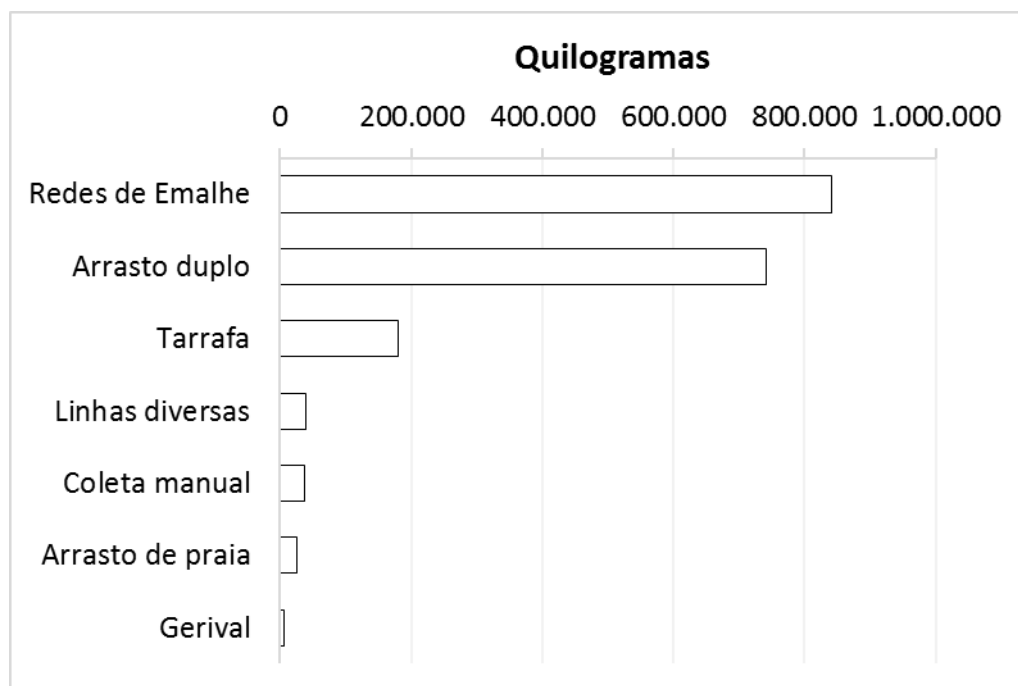 Quilogramas
0 200.000 400.000 600.000 800.000 1.000.000
Redes de Emalhe
Arrasto duplo
Tarrafa
Linhas diversas
Coleta manual
Arrasto de praia
Gerival